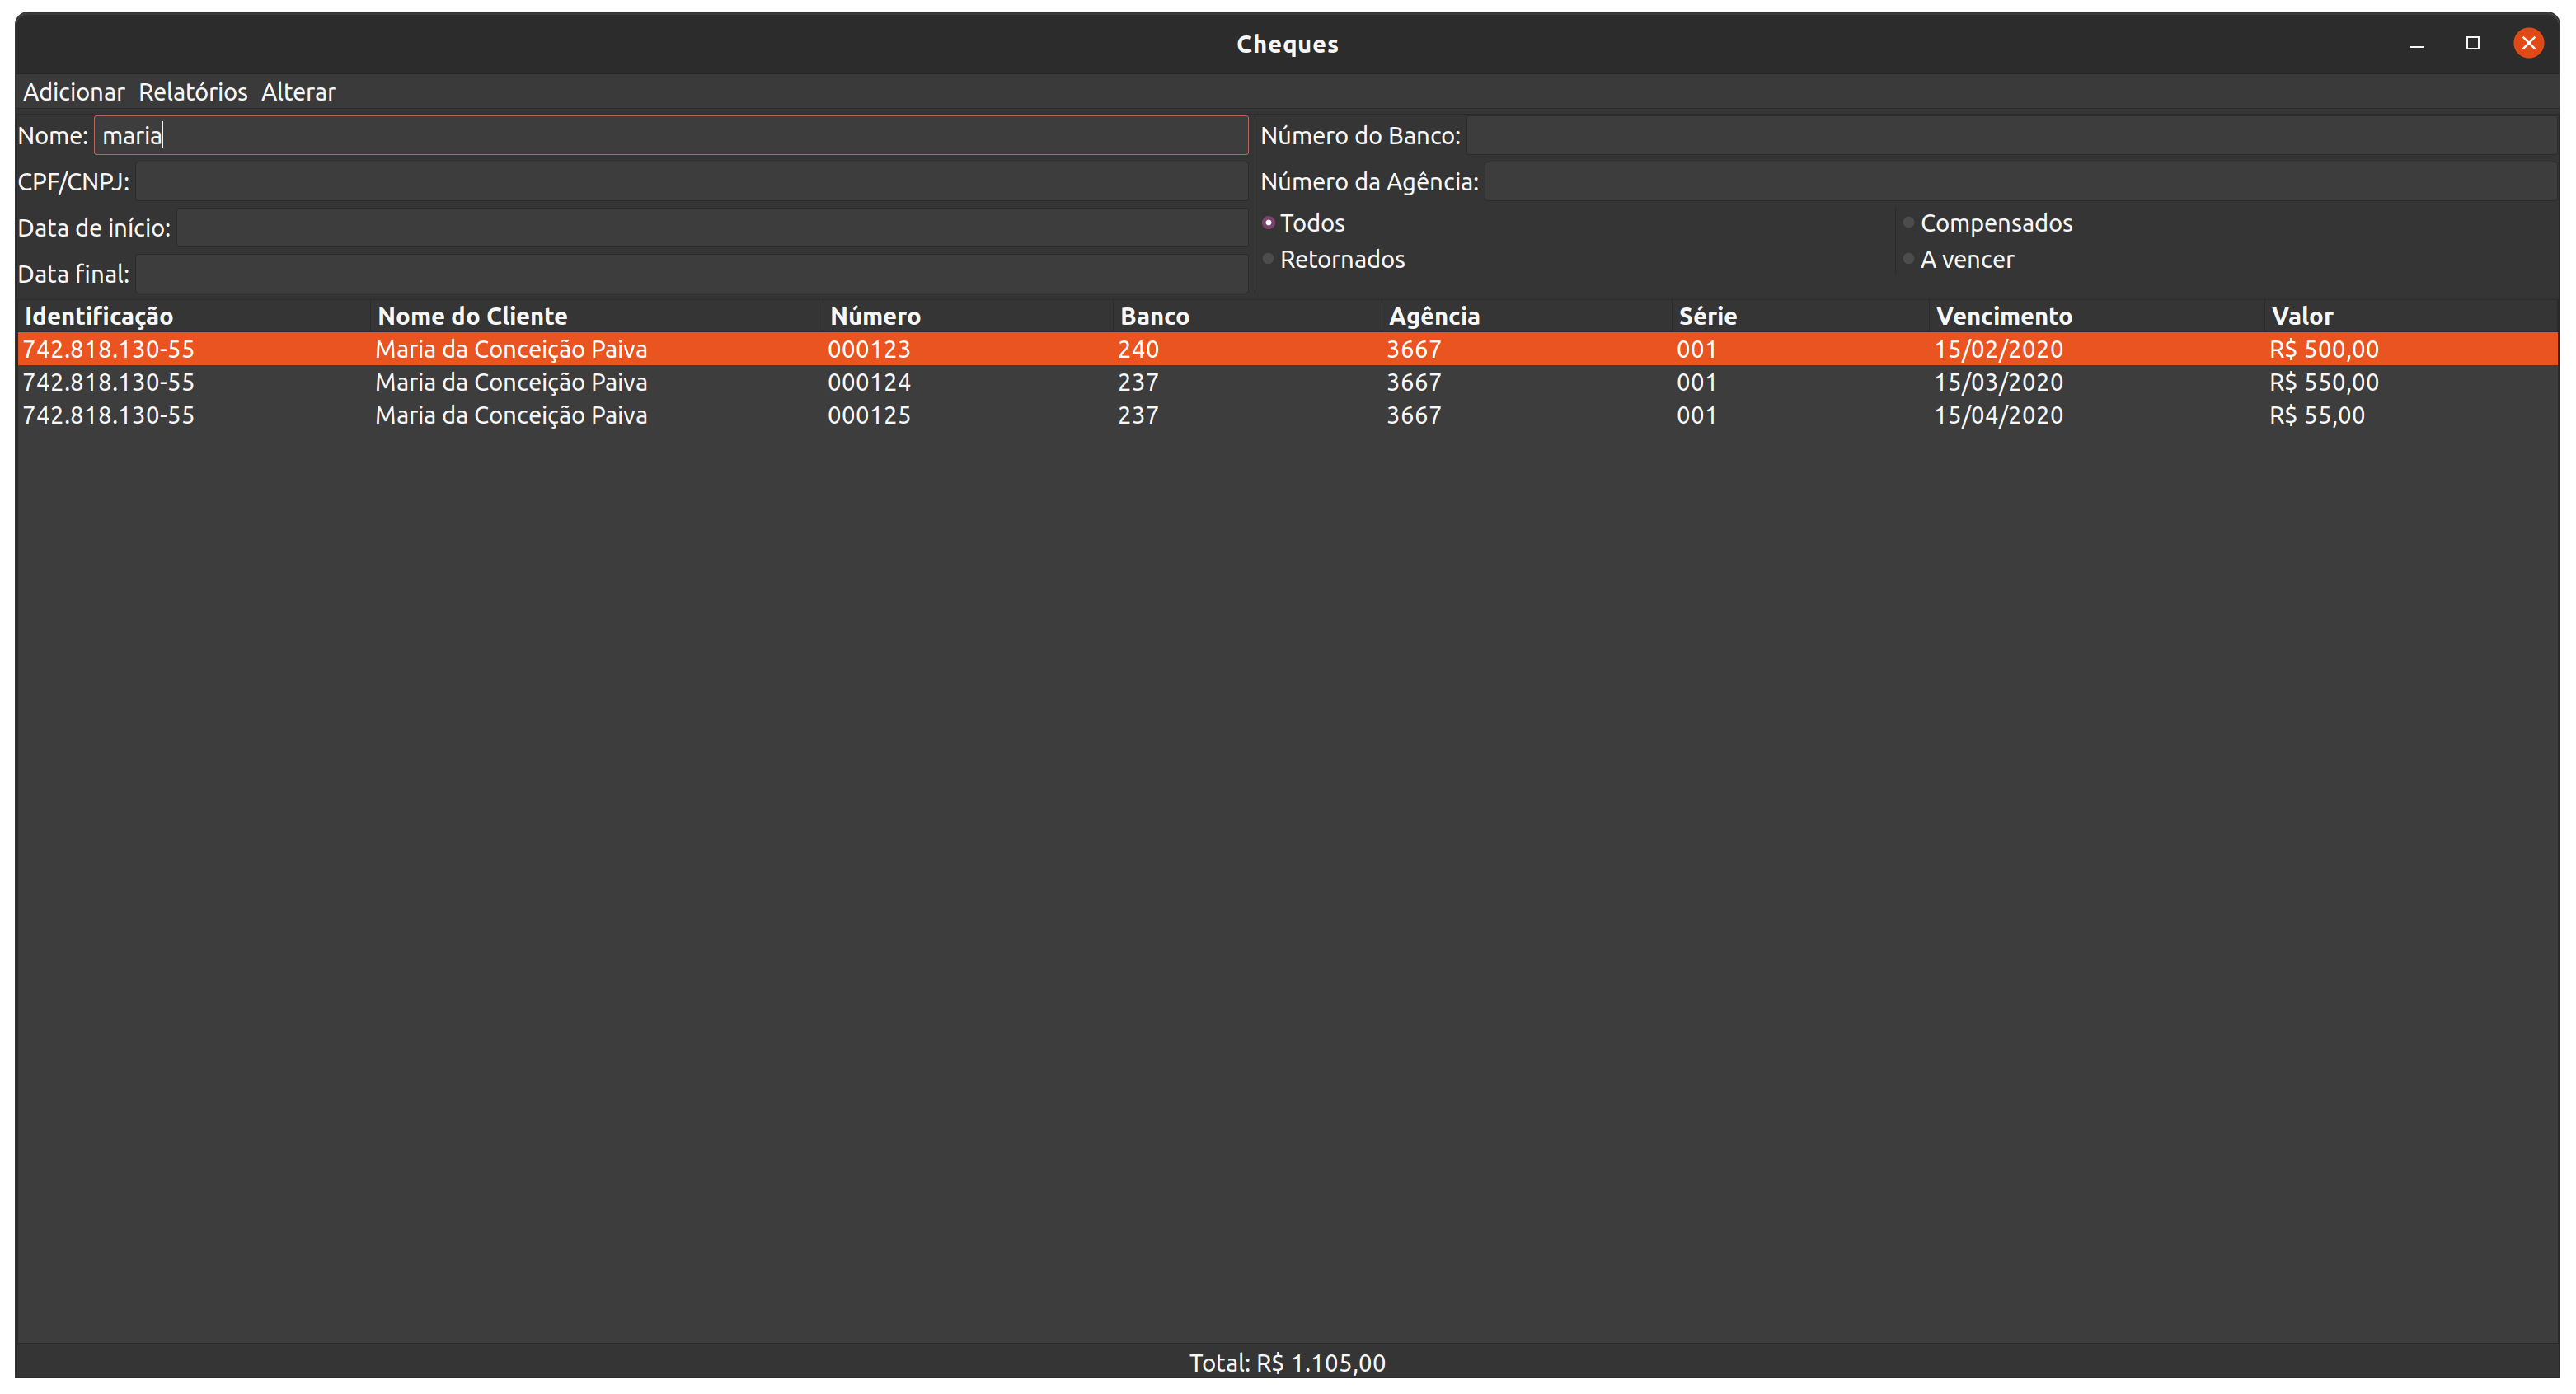 Cheques
Adicionar Relatórios Alterar
Nome: maria
Número do Banco:
CPF/CNPJ:
Número da Agência:
Data de início:
Todos
Compensados
Data final:
Retornados
A vencer
Identificação Nome do Cliente Número Banco Agência Série Vencimento Valor
742.818.130-55 Maria da Conceição Paiva 000123 240 3667 001 15/02/2020 R$ 500,00
742.818.130-55 Maria da Conceição Paiva 000124 237 3667 001 15/03/2020 R$ 550,00
742.818.130-55 Maria da Conceição Paiva 000125 237 3667 001 15/04/2020 R$ 55,00
Total: R$ 1.105,00